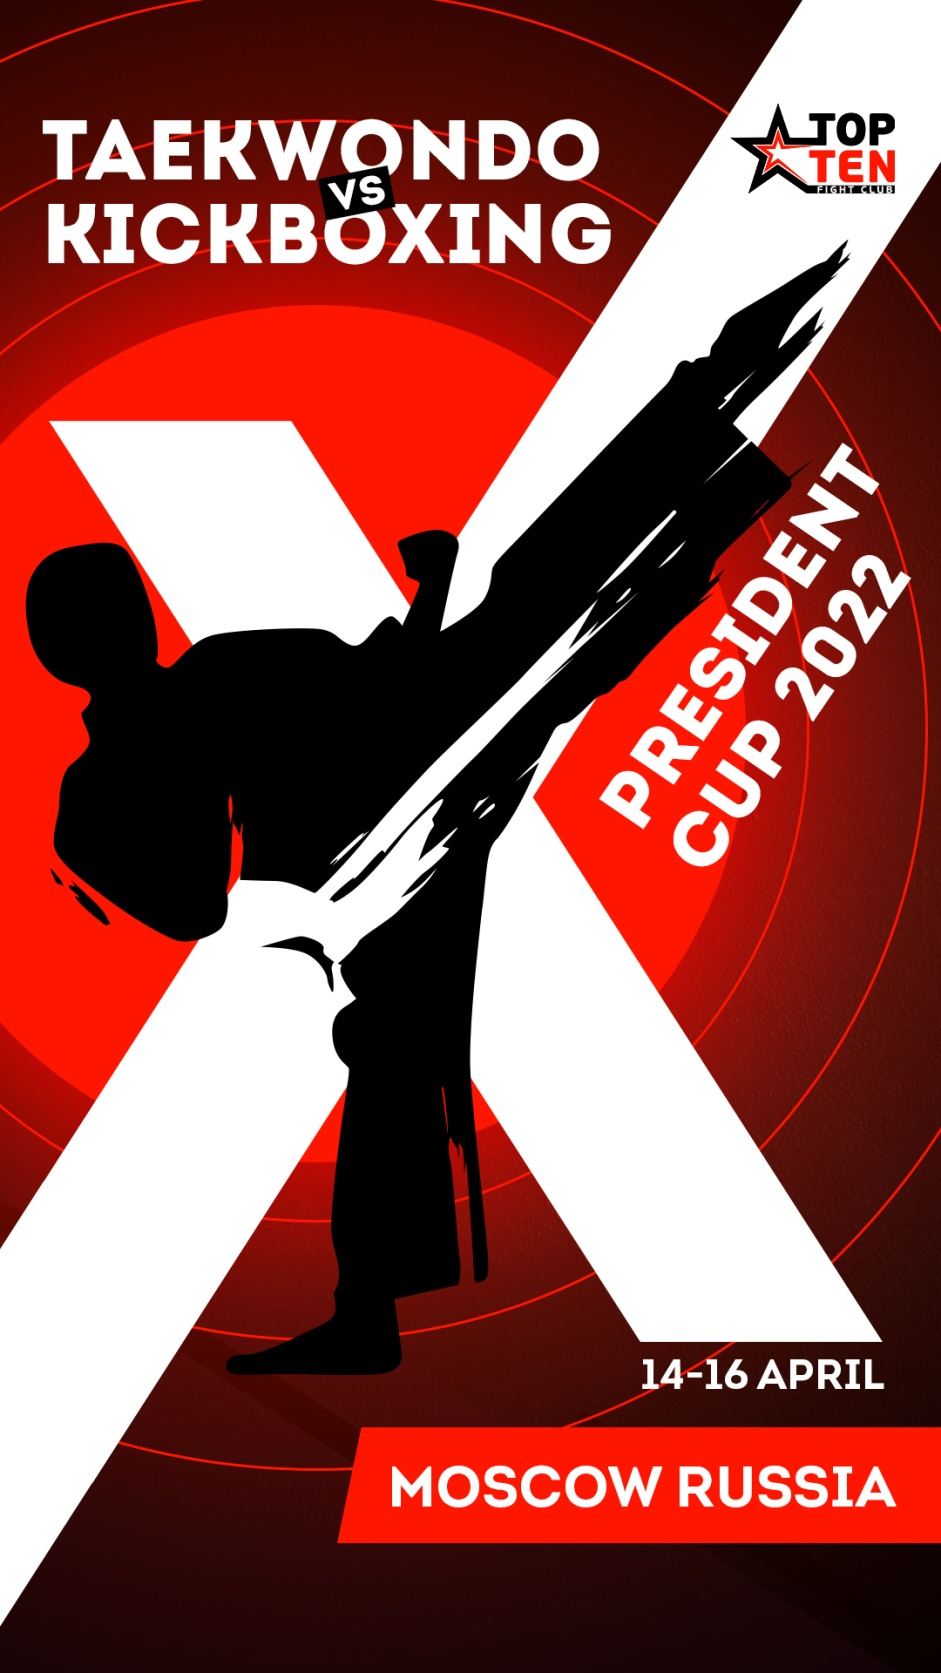 TAEKWONDO
VS
KICKBOXING
TOP
TEN
FIGHT CLUB
PRESIDENT
CUP 2022
14-16 APRIL
MOSCOW RUSSIA